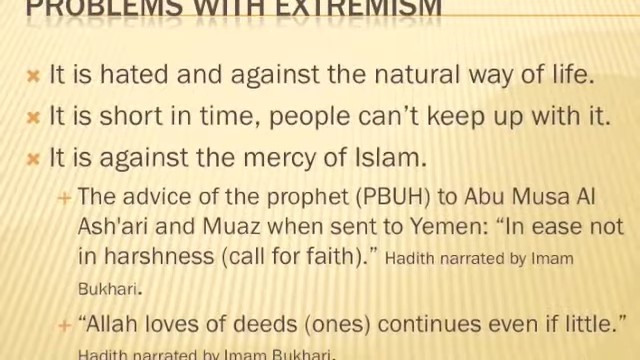 PROBLEMS WITH EXTREMISM
It is hated and against the natural way of life.
It is short in time, people can't keep up with it.
It is against the mercy of Islam.
The advice of the prophet (PBUH) to Abu Musa Al
Ash'ari and Muaz when sent to Yemen: “In ease not
in harshness (call for faith).” Hadith narrated by Imam
Bukhari.
“Allah loves of deeds (ones) continues even if little.”
Hadith narrated by Imam Bukhari.